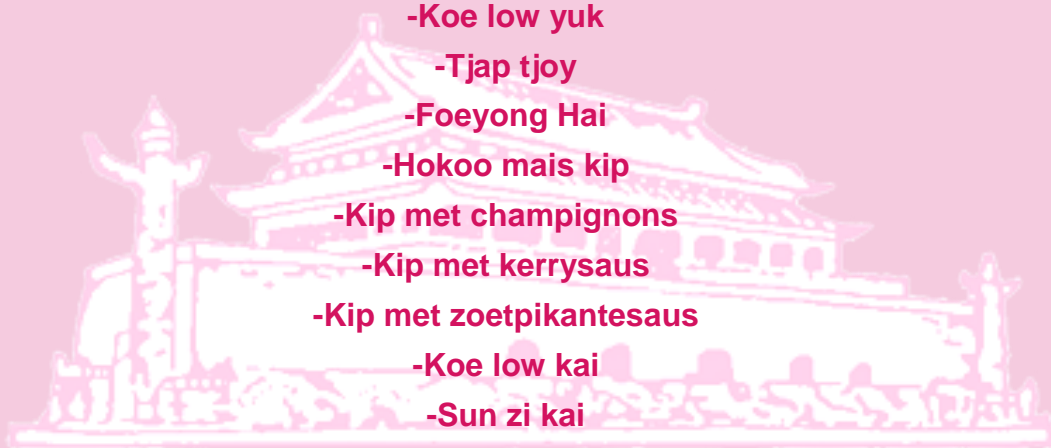 -Koe low yuk
-Tjap tjoy
-Foeyong Hai
-Hokoo mais kip
-Kip met champignons
-Kip met kerrysaus
-Kip met zoetpikantesaus
-Koe low kai
-Sun zi kai